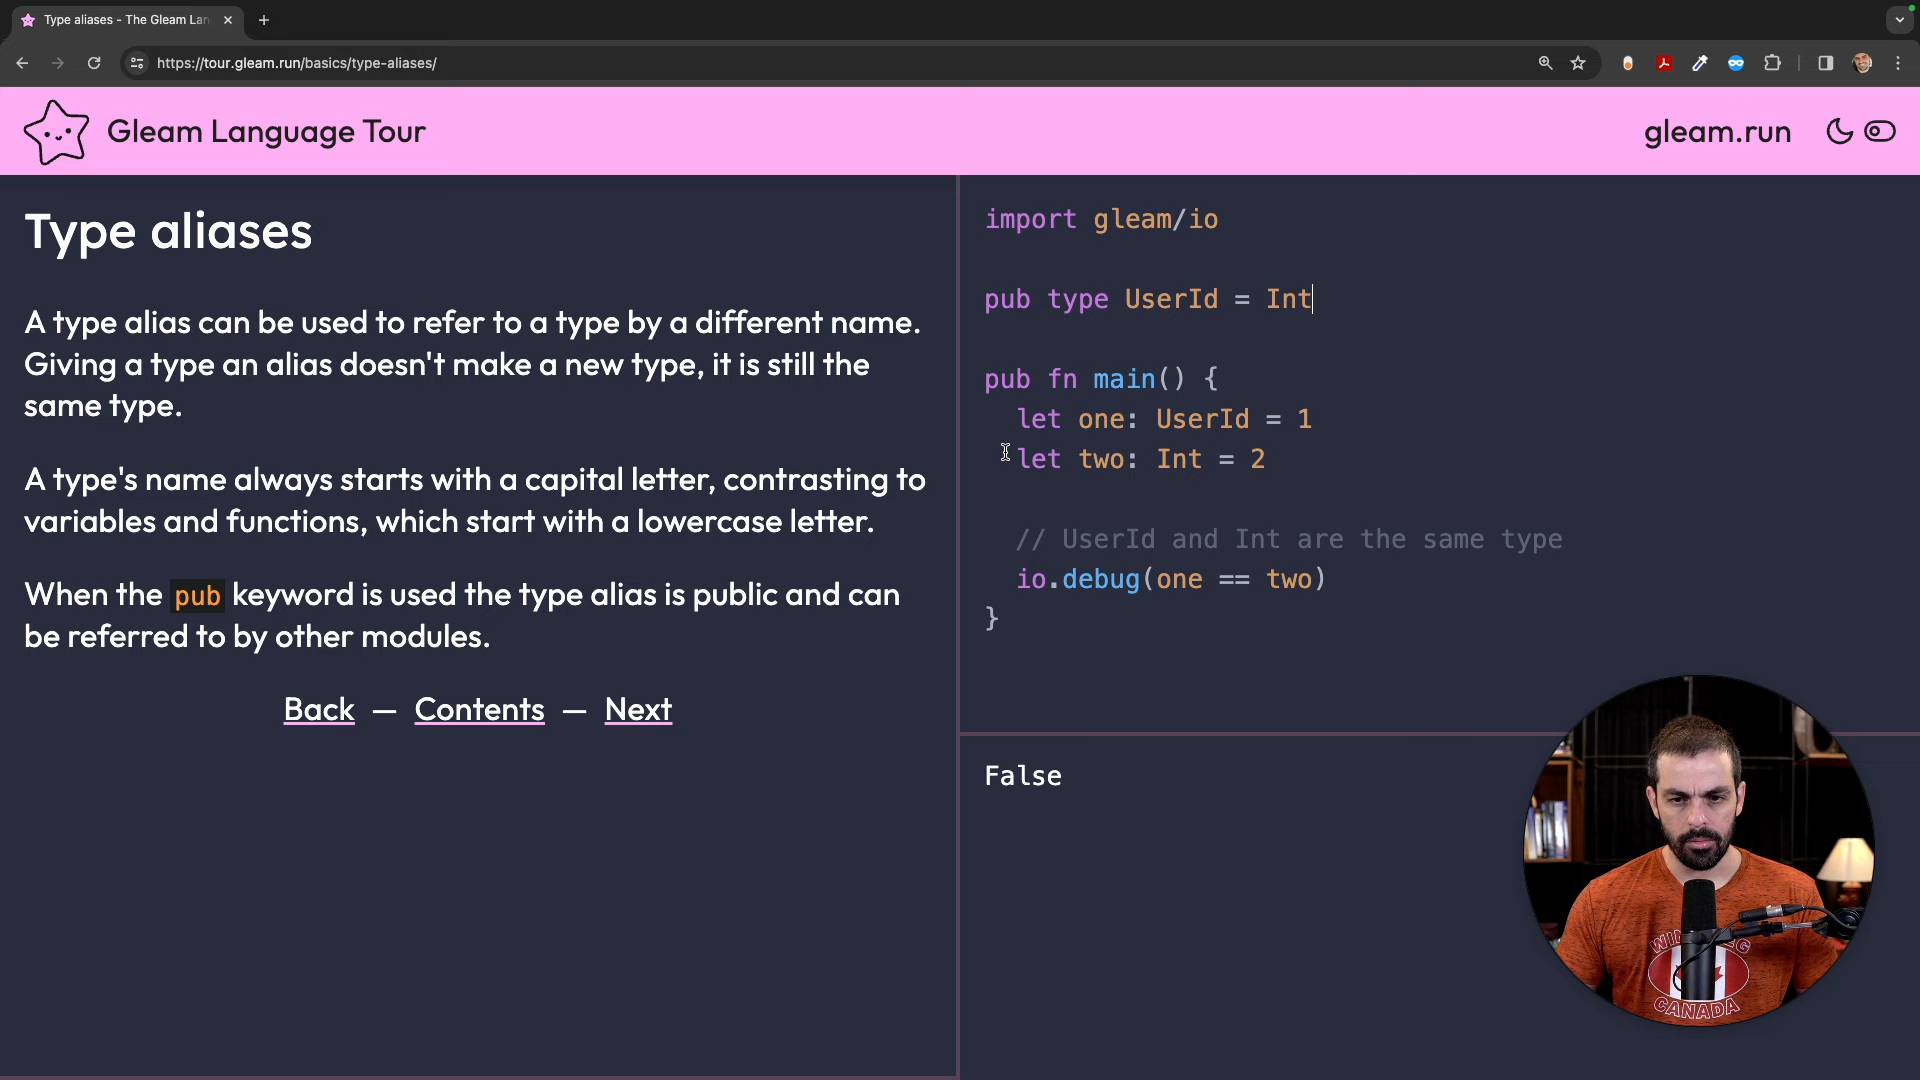 Type aliases - The Gleam Lan
https://tour.gleam.run/basics/type-aliases/
Gleam Language Tour
gleam.run
Type aliases
A type alias can be used to refer to a type by a different name.
Giving a type an alias doesn't make a new type, it is still the
same type.
A type's name always starts with a capital letter, contrasting to
variables and functions, which start with a lowercase letter.
When the pub keyword is used the type alias is public and can
be referred to by other modules.
Back — Contents — Next
import gleam/io
pub type UserId = Int
pub fn main() {
let one: UserId = 1
let two: Int = 2
// UserId and Int are the same type
io.debug(one == two)
}
False
CANADA